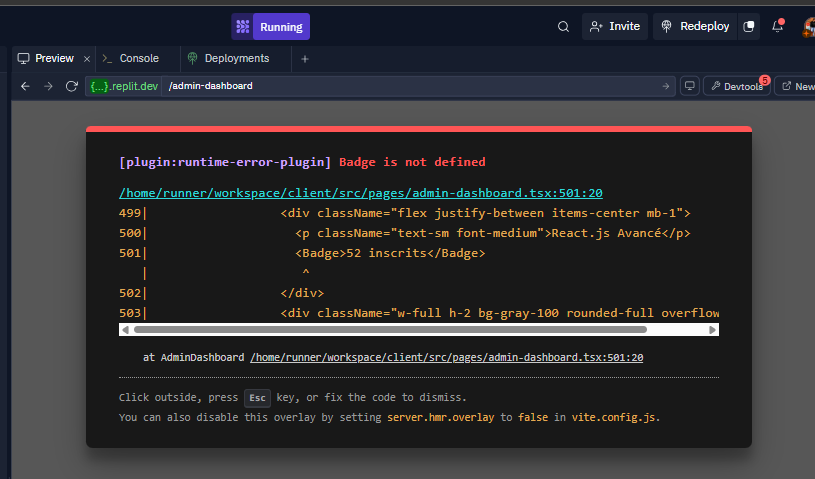 Running
Invite
Redeploy
Preview
Console
Deployments
{...}.replit.dev /admin-dashboard
Devtools 5
New
[plugin:runtime-error-plugin] Badge is not defined
/home/runner/workspace/client/src/pages/admin-dashboard.tsx:501:20
499| <div className="flex justify-between items-center mb-1">
500| <p className="text-sm font-medium">React.js Avancé</p>
501| <Badge>52 inscrits</Badge>
| ^
502| </div>
503| <div className="w-full h-2 bg-gray-100 rounded-full overflow
at AdminDashboard /home/runner/workspace/client/src/pages/admin-dashboard.tsx:501:20
Click outside, press Esc key, or fix the code to dismiss.
You can also disable this overlay by setting server.hmr.overlay to false in vite.config.js.